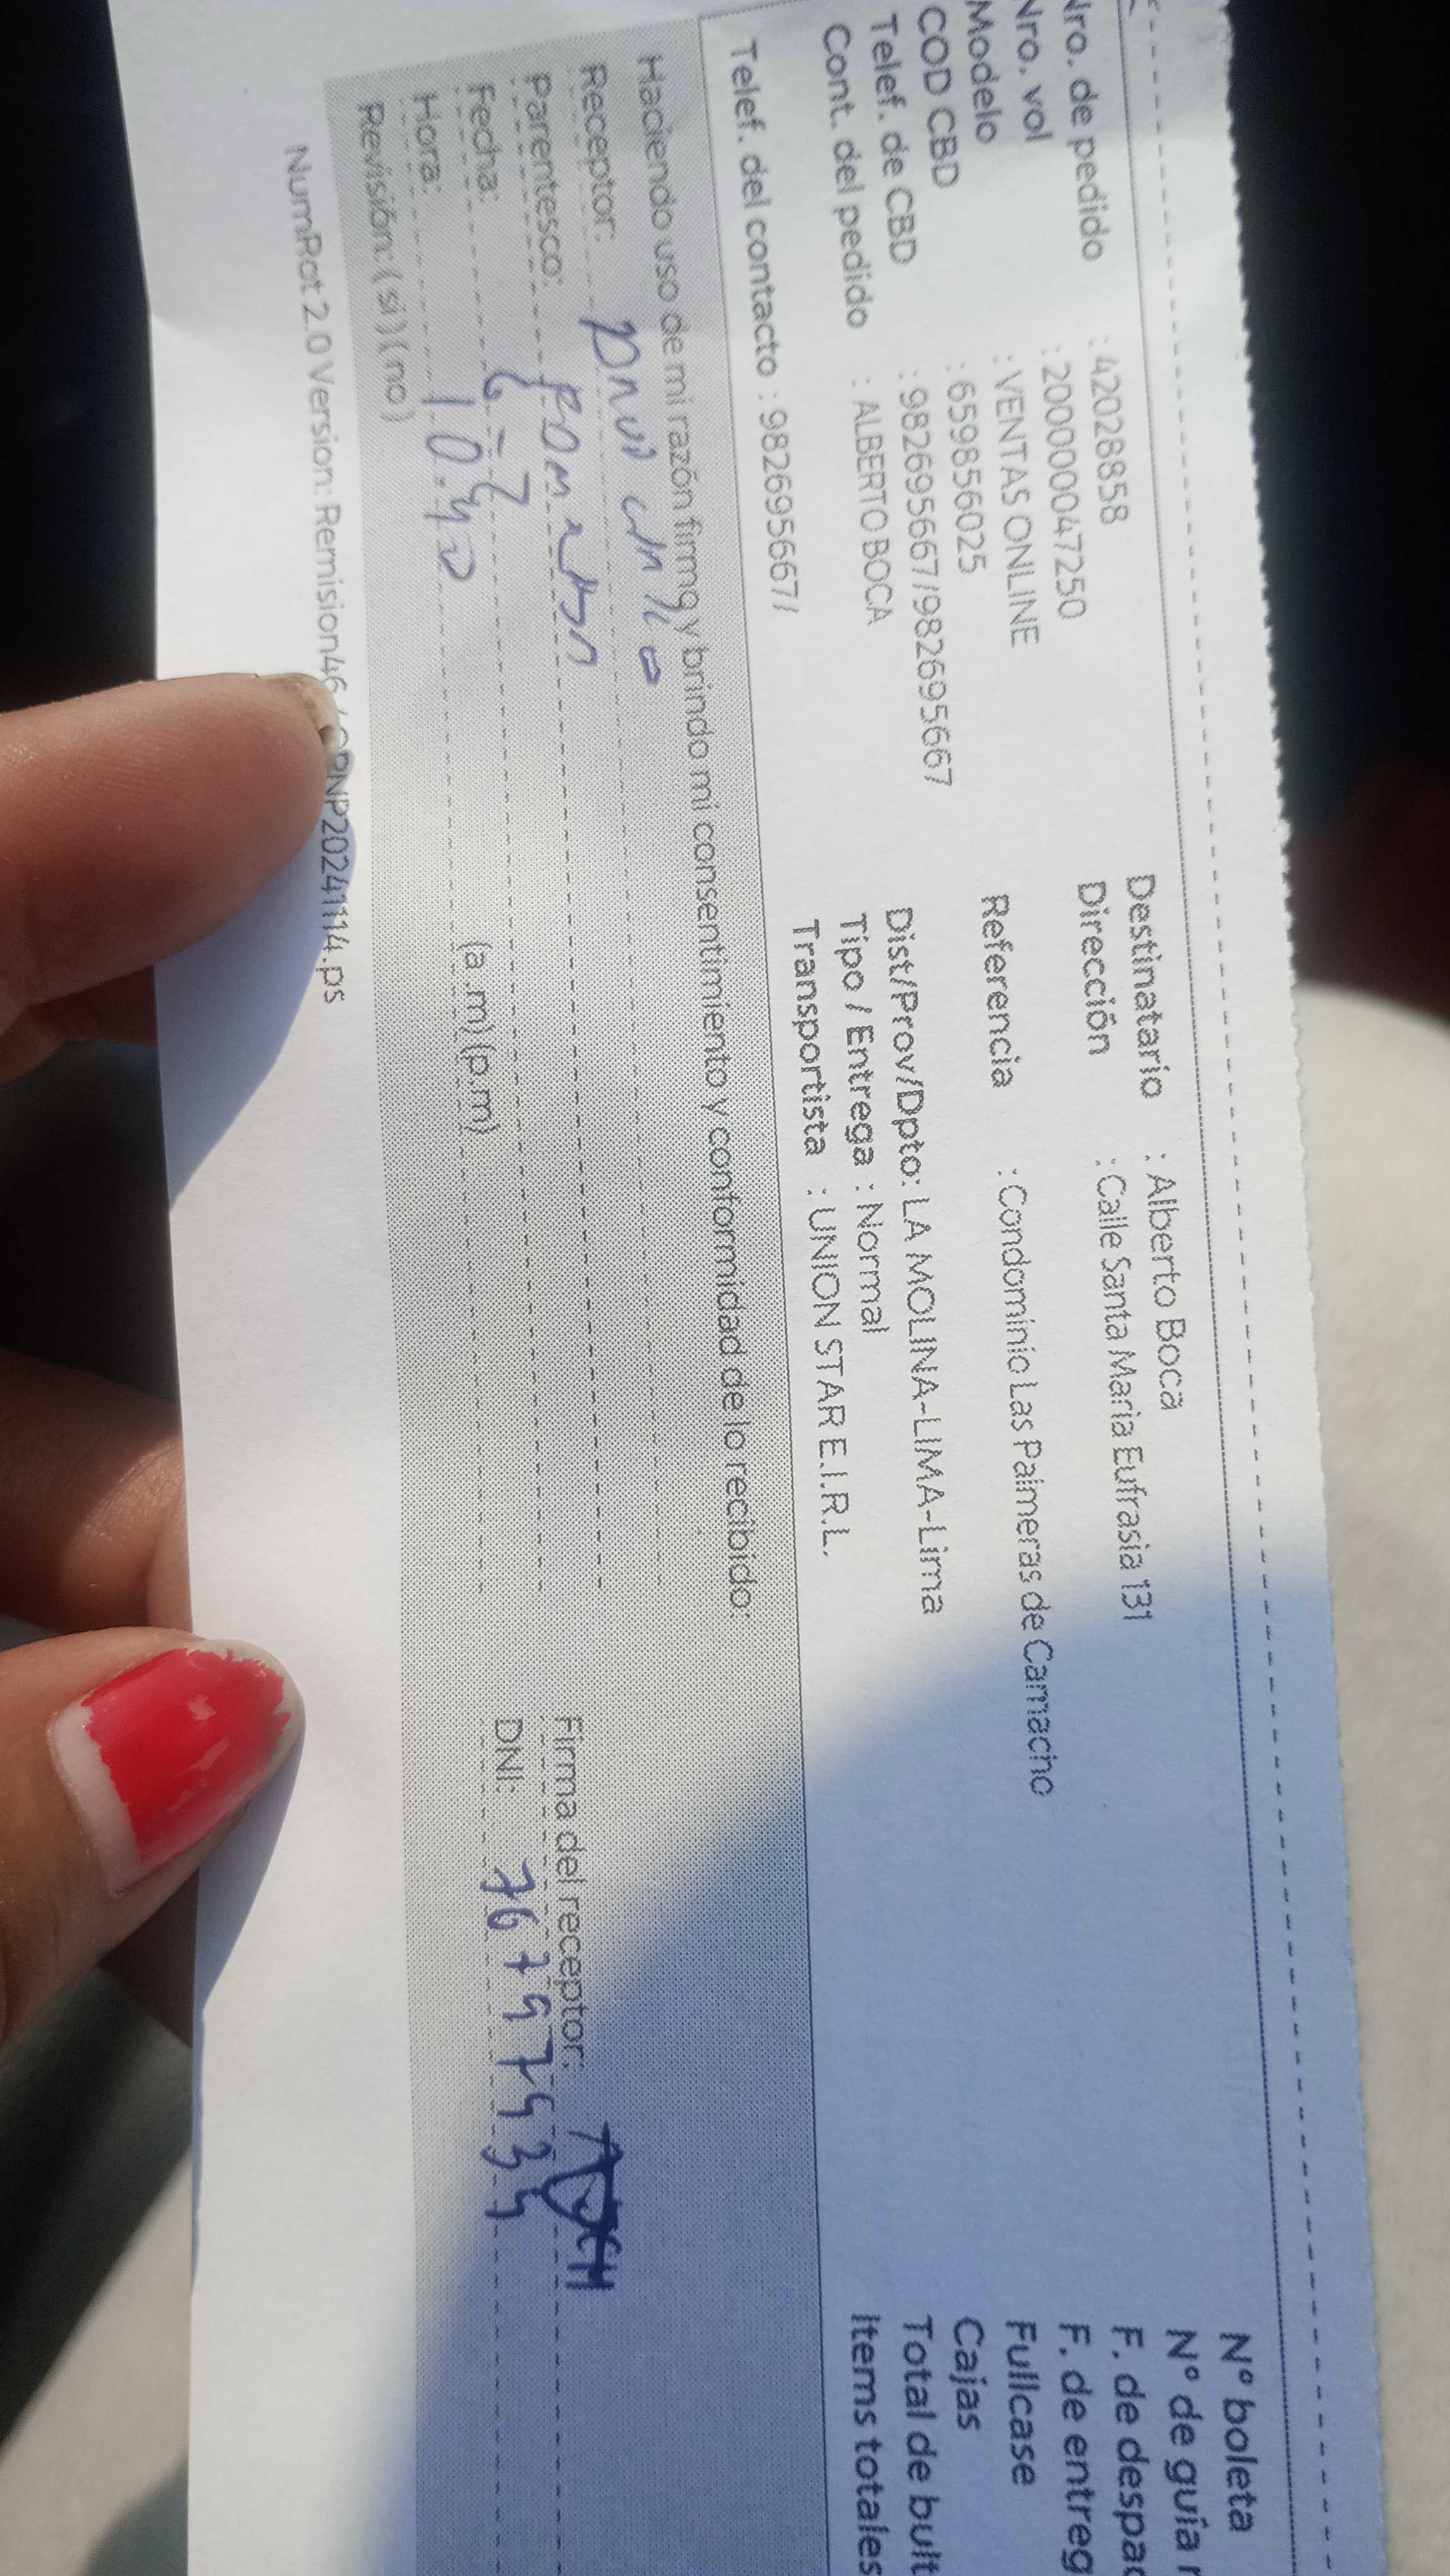 Nro. de pedido : 42028858
Nro. vol : 200000047250
Modelo : VENTAS ONLINE
COD CBD : 659856025
Telef. de CBD : 982695667/982695667
Cont. del pedido : ALBERTO BOCA
Telef. del contacto : 982695667/
Destinatario : Alberto Boca
Dirección : Calle Santa Maria Eufrasia 131
Referencia : Condominio Las Palmeras de Camacho
Dist/Prov/Dpto: LA MOLINA-LIMA-Lima
Tipo / Entrega : Normal
Transportista : UNION STAR E.I.R.L.
N° boleta
N° de guía
F. de despa
F. de entreg
Fullcase
Cajas
Total de bult
Items totales
Haciendo uso de mi razón firmo y brindo mi consentimiento y conformidad de lo recibido:
Receptor:
Parentesco:
Fecha:
Hora: 10:40 (a.m)(p.m)
Revisión: (si) (no)
Firma del receptor:
DNI:
NumRot 2.0 Version: Remision46 20241114.ps